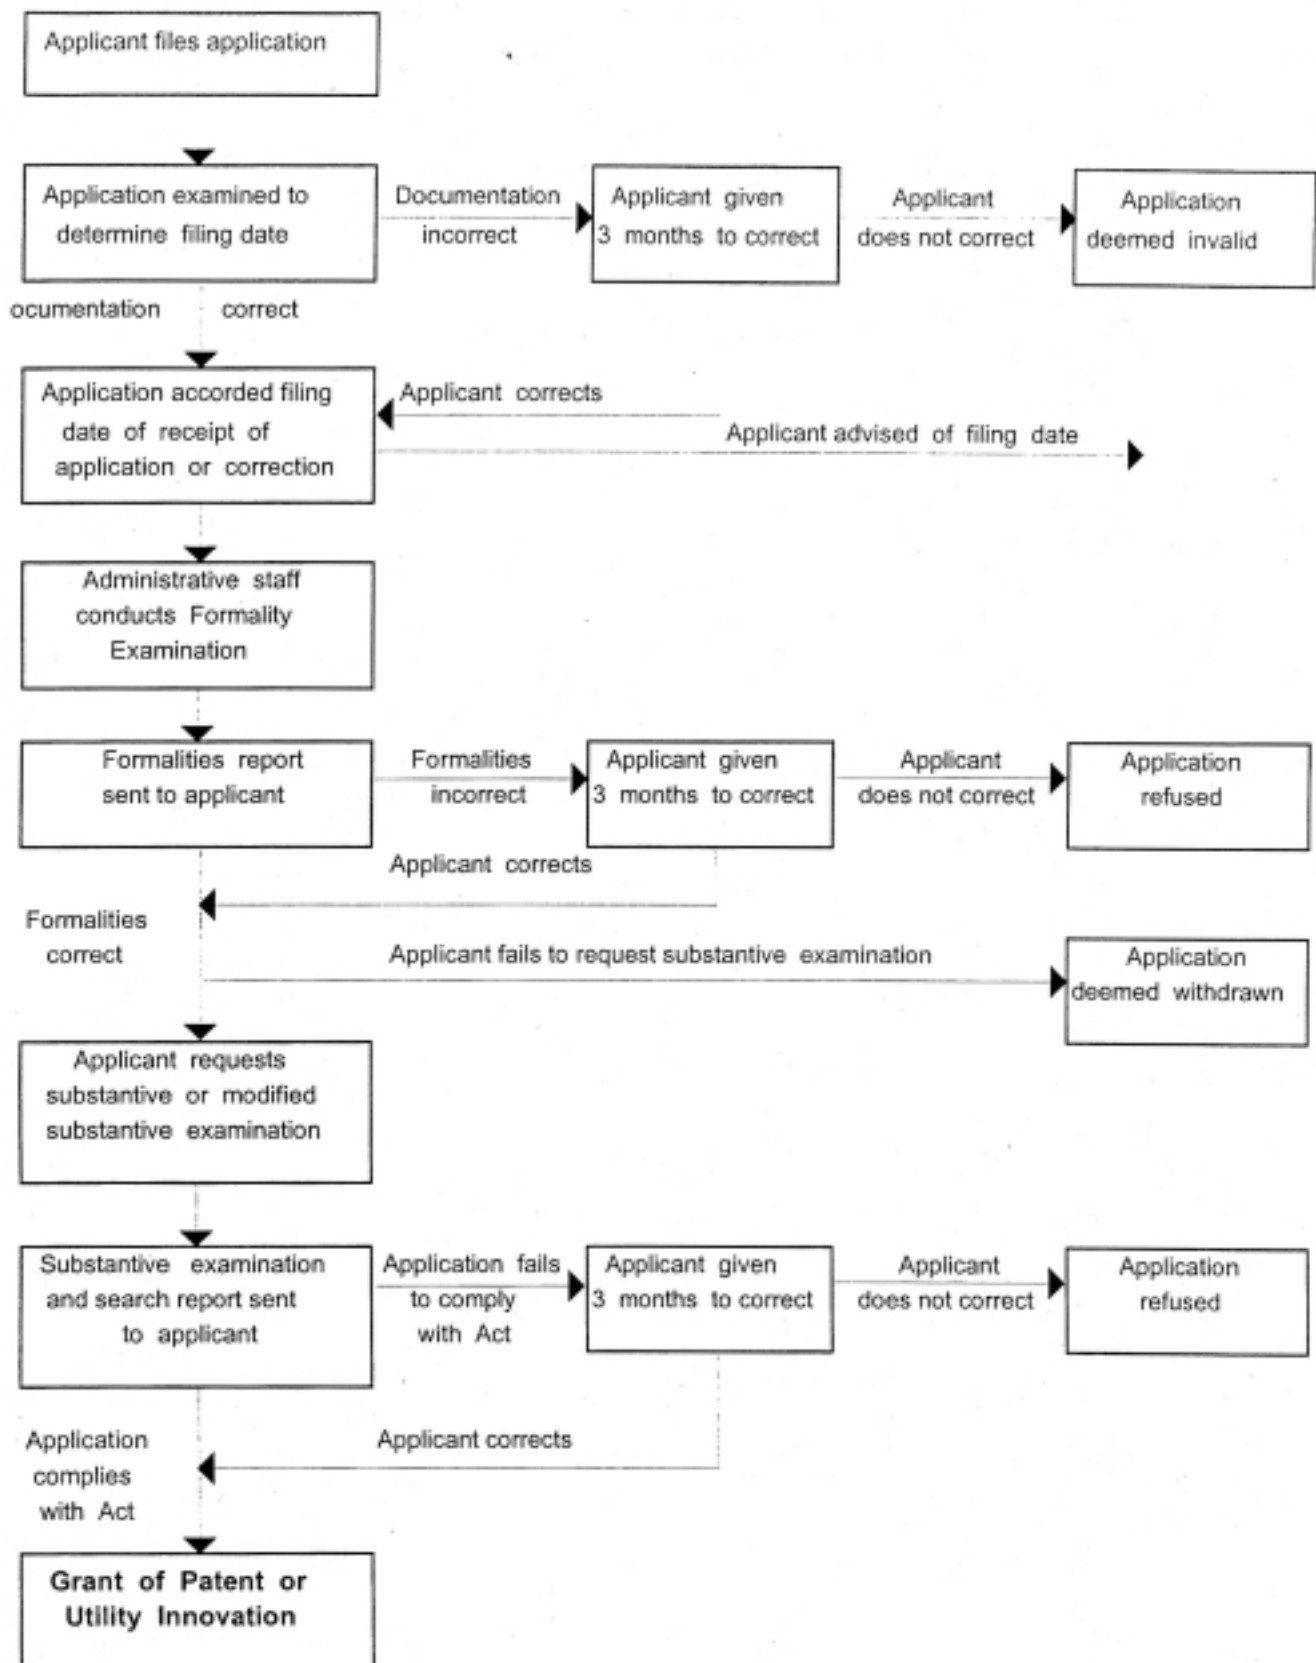 Applicant files application
Application examined to
determine filing date
Documentation
incorrect
Applicant given
3 months to correct
Applicant
does not correct
Application
deemed invalid
ocumentation correct
Application accorded filing
date of receipt of
application or correction
Applicant corrects
Applicant advised of filing date
Administrative staff
conducts Formality
Examination
Formalities report
sent to applicant
Formalities
incorrect
Applicant given
3 months to correct
Applicant
does not correct
Application
refused
Applicant corrects
Formalities
correct
Applicant fails to request substantive examination
Application
deemed withdrawn
Applicant requests
substantive or modified
substantive examination
Substantive examination
and search report sent
to applicant
Application fails
to comply
with Act
Applicant given
3 months to correct
Applicant
does not correct
Application
refused
Application
complies
with Act
Applicant corrects
Grant of Patent or
Utility Innovation